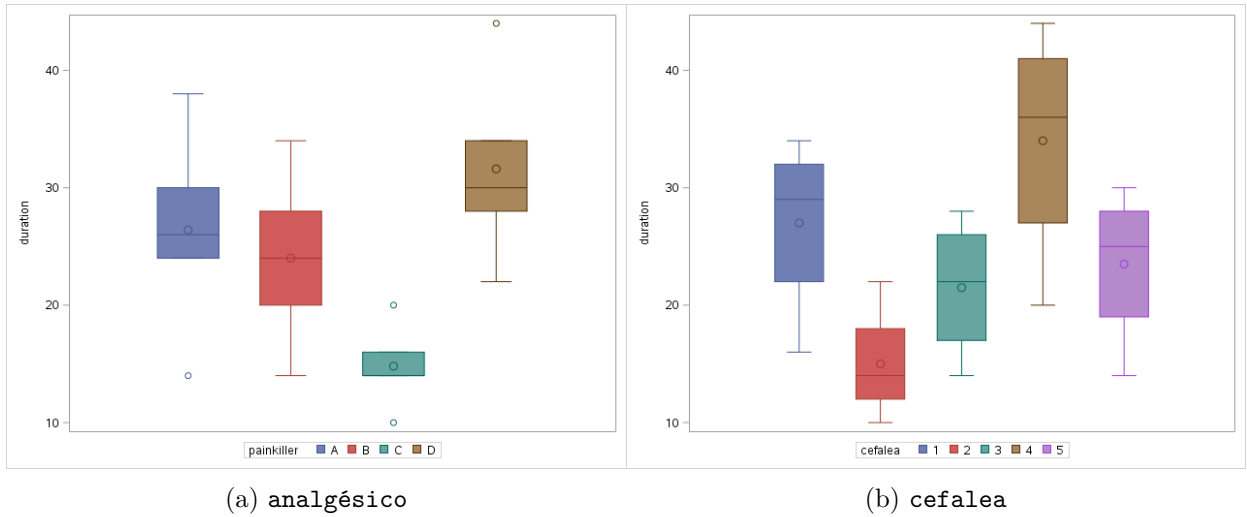 40
30
20
10
duration
painkiller A B C D
(a) analgésico
40
30
20
10
duration
cefalea 1 2 3 4 5
(b) cefalea